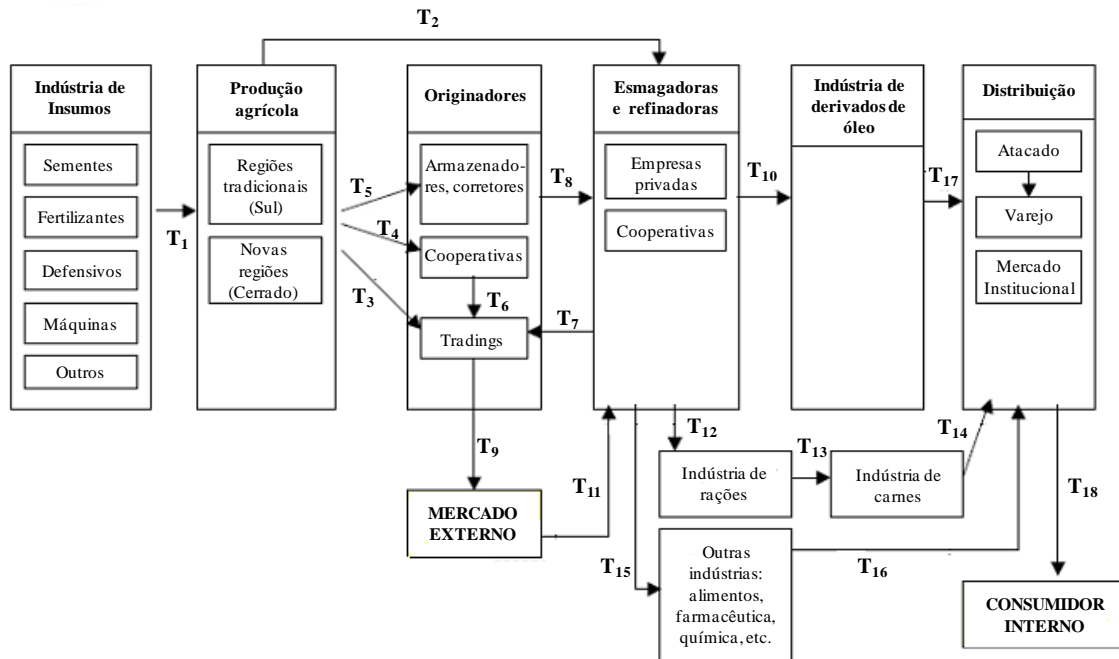 T2
Indústria de
Insumos
Sementes
Fertilizantes
Defensivos
Máquinas
Outros
T1
Produção
agrícola
Regiões
tradicionais
(Sul)
Novas
regiões
(Cerrado)
T5
T4
T3
Originadores
Armazenado-
res, corretores
Cooperativas
T6
Tradings
T8
T7
T9
MERCADO
EXTERNO
T11
Esmagadoras
e refinadoras
Empresas
privadas
Cooperativas
T10
Indústria de
derivados de
óleo
T17
Distribuição
Atacado
Varejo
Mercado
Institucional
T12
Indústria de
rações
T13
Indústria de
carnes
T14
T15
Outras
indústrias:
alimentos,
farmacêutica,
química, etc.
T16
T18
CONSUMIDOR
INTERNO